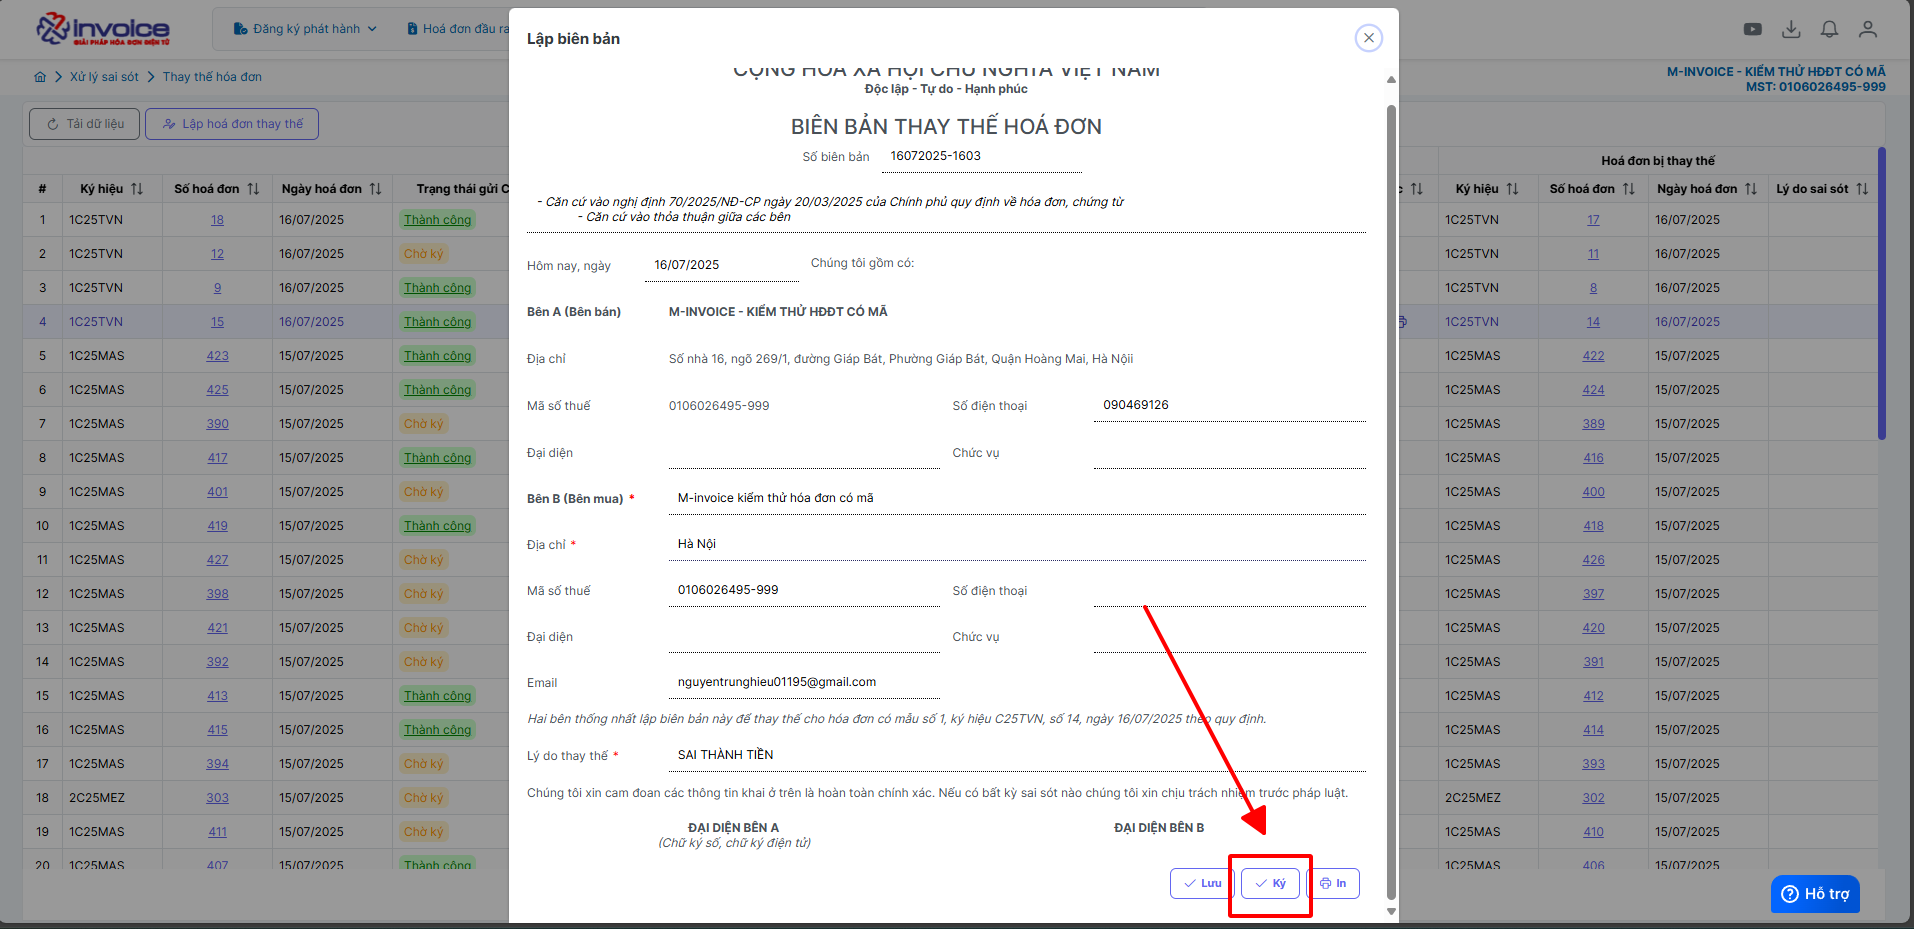 invoice
GIẢI PHÁP HÓA ĐƠN ĐIỆN TỬ
Đăng ký phát hành
Hoá đơn đầu ra
Xử lý sai sót
Thay thế hóa đơn
M-INVOICE - KIỂM THỬ HĐĐT CÓ MÃ
MST: 0106026495-999
Tải dữ liệu
Lập hoá đơn thay thế
Hoá đơn bị thay thế
# Ký hiệu Số hoá đơn Ngày hoá đơn Trạng thái gửi C
Ký hiệu Số hoá đơn Ngày hoá đơn Lý do sai sót
1 1C25TVN 18 16/07/2025 Thành công 1C25TVN 17 16/07/2025
2 1C25TVN 12 16/07/2025 Chờ ký 1C25TVN 11 16/07/2025
3 1C25TVN 9 16/07/2025 Thành công 1C25TVN 8 16/07/2025
4 1C25TVN 15 16/07/2025 Thành công 1C25TVN 14 16/07/2025
5 1C25MAS 423 15/07/2025 Thành công 1C25MAS 422 15/07/2025
6 1C25MAS 425 15/07/2025 Thành công 1C25MAS 424 15/07/2025
7 1C25MAS 390 15/07/2025 Chờ ký 1C25MAS 389 15/07/2025
8 1C25MAS 417 15/07/2025 Thành công 1C25MAS 416 15/07/2025
9 1C25MAS 401 15/07/2025 Chờ ký 1C25MAS 400 15/07/2025
10 1C25MAS 419 15/07/2025 Thành công 1C25MAS 418 15/07/2025
11 1C25MAS 427 15/07/2025 Chờ ký 1C25MAS 426 15/07/2025
12 1C25MAS 398 15/07/2025 Chờ ký 1C25MAS 397 15/07/2025
13 1C25MAS 421 15/07/2025 Chờ ký 1C25MAS 420 15/07/2025
14 1C25MAS 392 15/07/2025 Chờ ký 1C25MAS 391 15/07/2025
15 1C25MAS 413 15/07/2025 Thành công 1C25MAS 412 15/07/2025
16 1C25MAS 415 15/07/2025 Thành công 1C25MAS 414 15/07/2025
17 1C25MAS 394 15/07/2025 Chờ ký 1C25MAS 393 15/07/2025
18 2C25MEZ 303 15/07/2025 Chờ ký 2C25MEZ 302 15/07/2025
19 1C25MAS 411 15/07/2025 Chờ ký 1C25MAS 410 15/07/2025
20 1C25MAS 407 15/07/2025 Thành công 1C25MAS 406 15/07/2025
Lập biên bản
CỘNG HÒA XÃ HỘI CHỦ NGHĨA VIỆT NAM
Độc lập - Tự do - Hạnh phúc
BIÊN BẢN THAY THẾ HOÁ ĐƠN
Số biên bản 16072025-1603
- Căn cứ vào nghị định 70/2025/NĐ-CP ngày 20/03/2025 của Chính phủ quy định về hóa đơn, chứng từ
- Căn cứ vào thỏa thuận giữa các bên
Hôm nay, ngày 16/07/2025 Chúng tôi gồm có:
Bên A (Bên bán) M-INVOICE - KIỂM THỬ HĐĐT CÓ MÃ
Địa chỉ Số nhà 16, ngõ 269/1, đường Giáp Bát, Phường Giáp Bát, Quận Hoàng Mai, Hà Nộii
Mã số thuế 0106026495-999 Số điện thoại 090469126
Đại diện Chức vụ
Bên B (Bên mua) * M-invoice kiểm thử hóa đơn có mã
Địa chỉ * Hà Nội
Mã số thuế 0106026495-999 Số điện thoại
Đại diện Chức vụ
Email nguyentrunghieu01195@gmail.com
Hai bên thống nhất lập biên bản này để thay thế cho hóa đơn có mẫu số 1, ký hiệu C25TVN, số 14, ngày 16/07/2025 theo quy định.
Lý do thay thế * SAI THÀNH TIỀN
Chúng tôi xin cam đoan các thông tin khai ở trên là hoàn toàn chính xác. Nếu có bất kỳ sai sót nào chúng tôi xin chịu trách nhiệm trước pháp luật.
ĐẠI DIỆN BÊN A ĐẠI DIỆN BÊN B
(Chữ ký số, chữ ký điện tử)
Lưu Ký In
Hỗ trợ